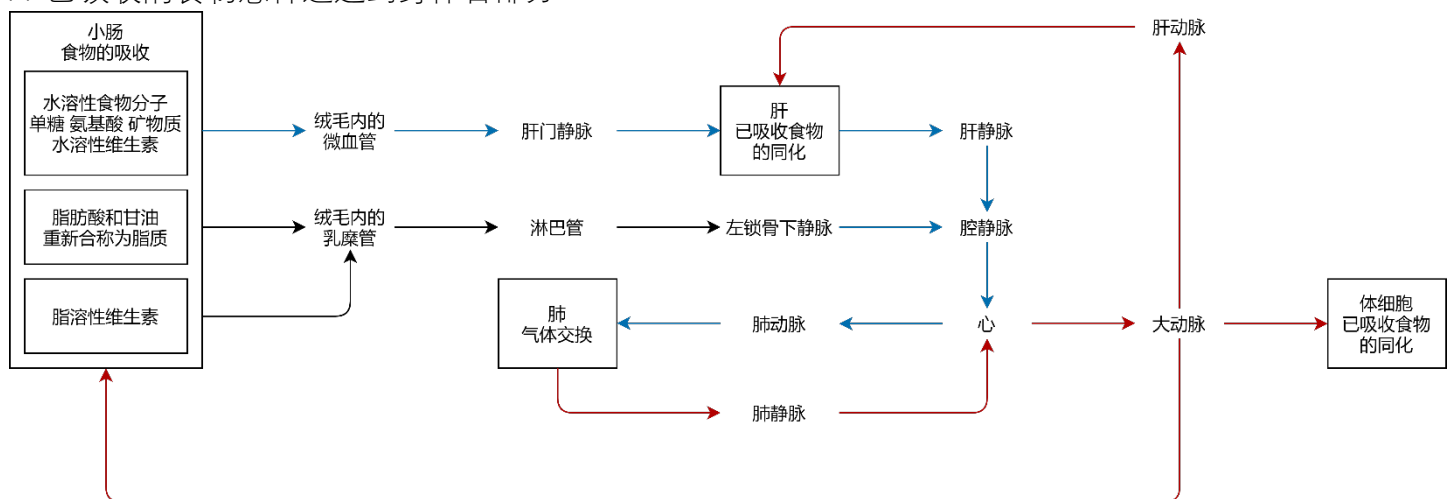 小肠
食物的吸收
水溶性食物分子
单糖 氨基酸 矿物质
水溶性维生素
绒毛内的
微血管
肝门静脉
肝
已吸收食物
的同化
肝静脉
肝动脉
脂肪酸和甘油
重新合称为脂质
绒毛内的
乳糜管
淋巴管
左锁骨下静脉
腔静脉
脂溶性维生素
肺
气体交换
肺动脉
心
大动脉
体细胞
已吸收食物
的同化
肺静脉